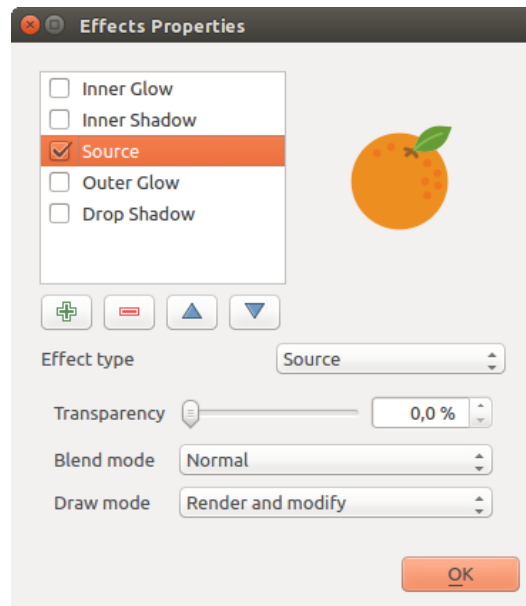 Effects Properties
Inner Glow
Inner Shadow
Source
Outer Glow
Drop Shadow
Effect type Source
Transparency 0,0 %
Blend mode Normal
Draw mode Render and modify
OK